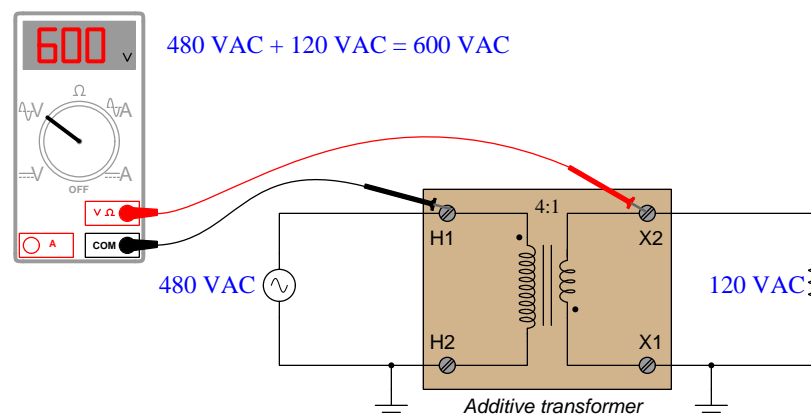 600 V
480 VAC + 120 VAC = 600 VAC
Ω
V A
V A
OFF
V Ω
A COM
4:1
H1 X2
480 VAC 120 VAC
H2 X1
Additive transformer